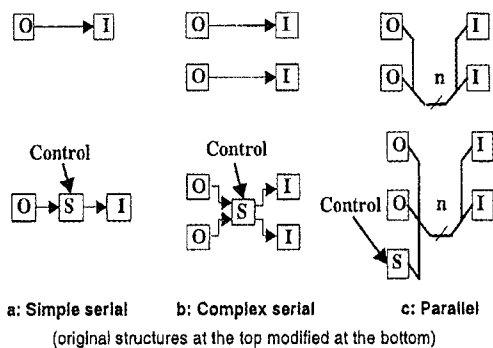 O I O I O I
O I O I n
Control Control O I
O S I O S I O n I
O I Control
S
a: Simple serial b: Complex serial c: Parallel
(original structures at the top modified at the bottom)